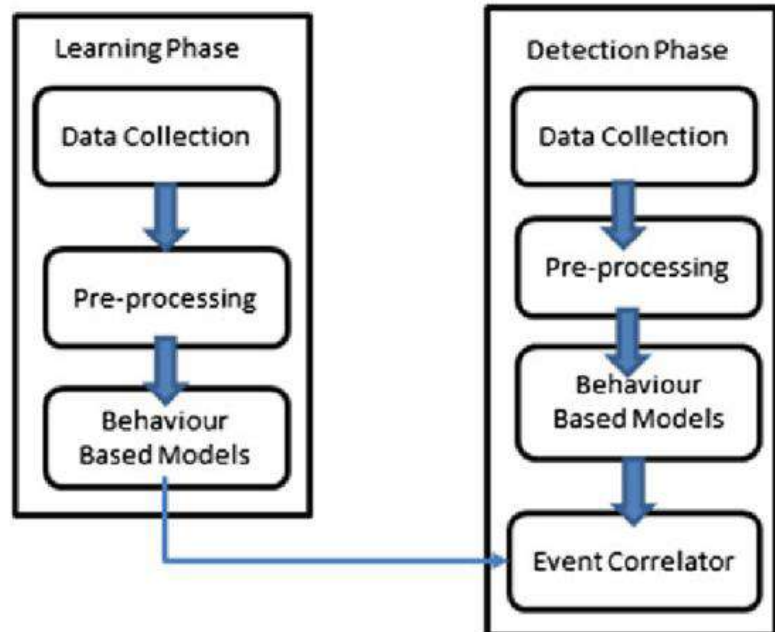 Learning Phase
Data Collection
Pre-processing
Behaviour
Based Models
Detection Phase
Data Collection
Pre-processing
Behaviour
Based Models
Event Correlator